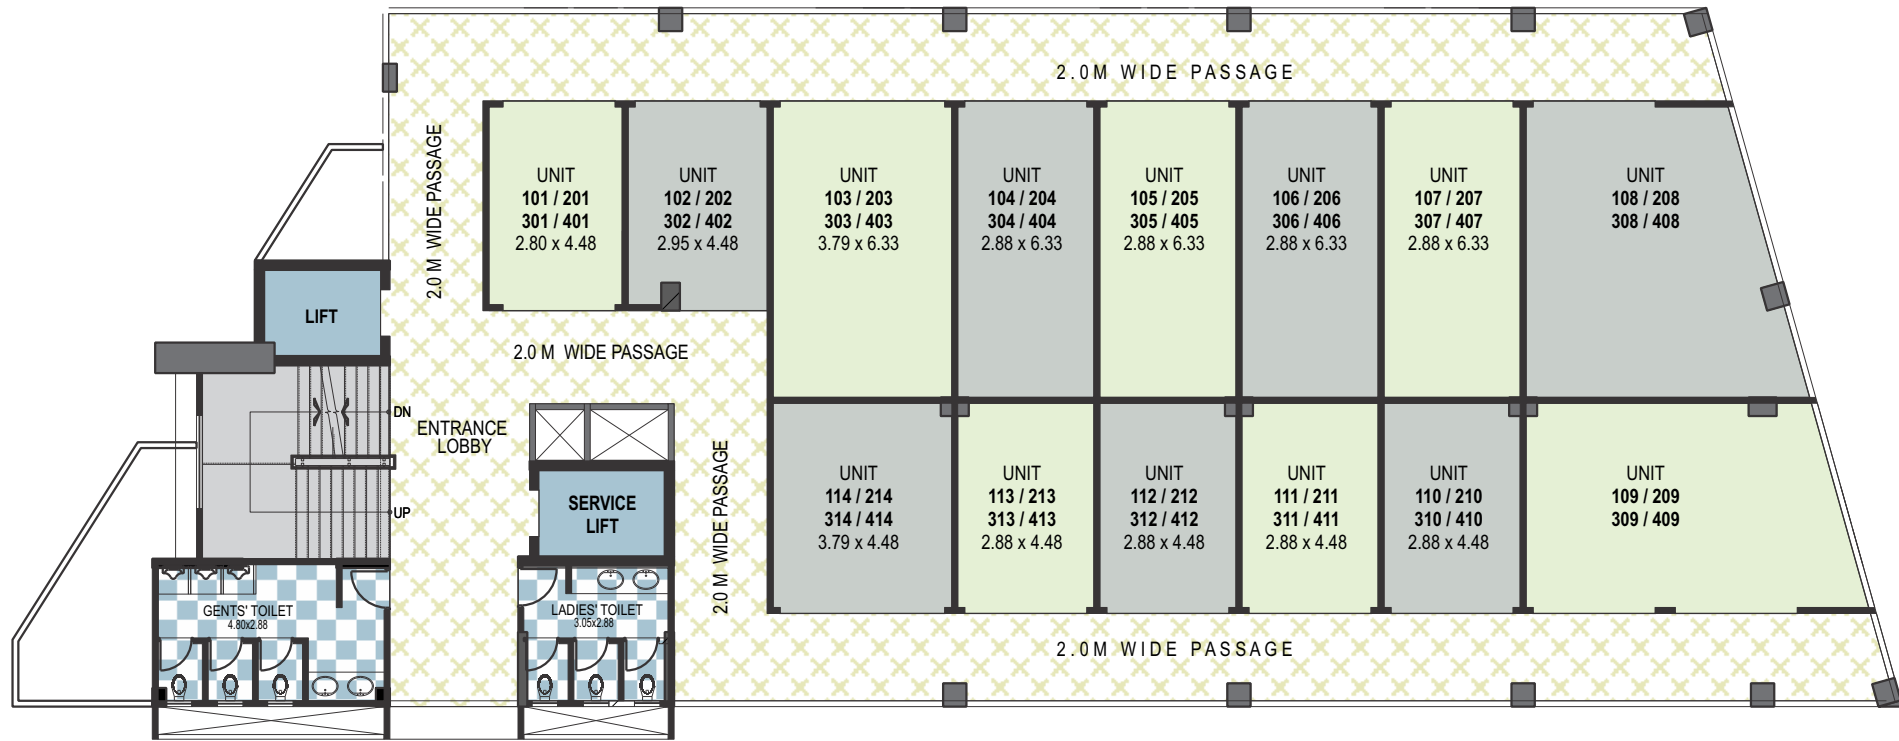 2.0M WIDE PASSAGE
2.0 M WIDE PASSAGE
UNIT
101 / 201
301 / 401
2.80 x 4.48
UNIT
102 / 202
302 / 402
2.95 x 4.48
UNIT
103 / 203
303 / 403
3.79 x 6.33
UNIT
104 / 204
304 / 404
2.88 x 6.33
UNIT
105 / 205
305 / 405
2.88 x 6.33
UNIT
106 / 206
306 / 406
2.88 x 6.33
UNIT
107 / 207
307 / 407
2.88 x 6.33
UNIT
108 / 208
308 / 408
LIFT
2.0 M WIDE PASSAGE
DN
ENTRANCE
LOBBY
UP
SERVICE
LIFT
2.0 M WIDE PASSAGE
UNIT
114 / 214
314 / 414
3.79 x 4.48
UNIT
113 / 213
313 / 413
2.88 x 4.48
UNIT
112 / 212
312 / 412
2.88 x 4.48
UNIT
111 / 211
311 / 411
2.88 x 4.48
UNIT
110 / 210
310 / 410
2.88 x 4.48
UNIT
109 / 209
309 / 409
GENTS' TOILET
4.80x2.88
LADIES' TOILET
3.05x2.88
2.0M WIDE PASSAGE